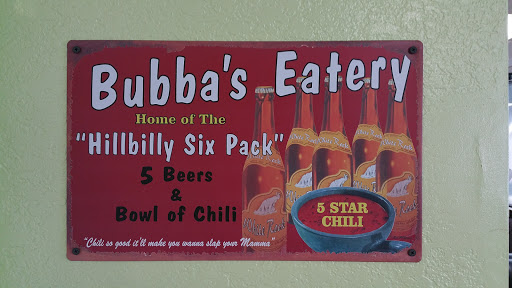 Bubba's Eatery
Home of The
"Hillbilly Six Pack"
5 Beers
&
Bowl of Chili
5 STAR
CHILI
"Chili so good it'll make you wanna slap your Mamma"